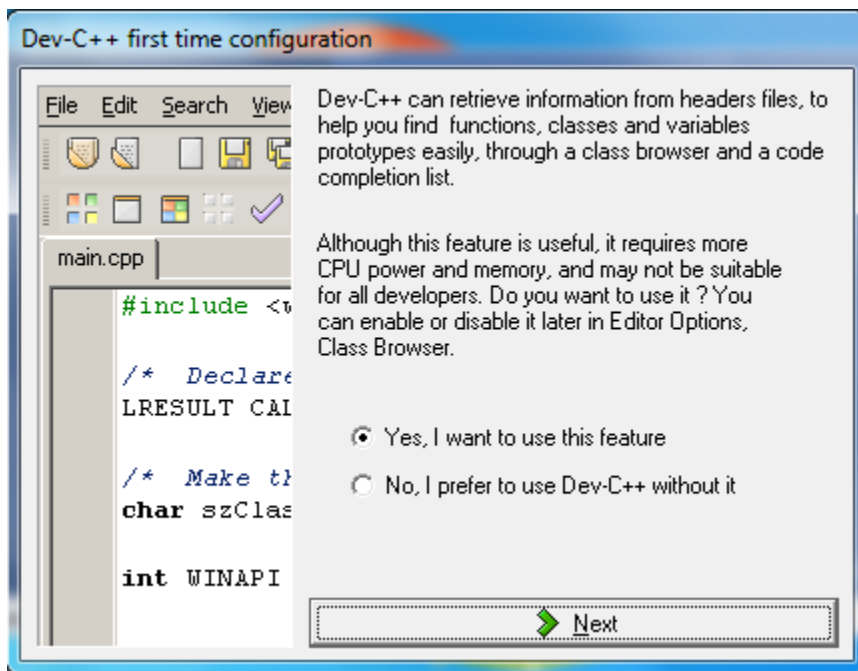 Dev-C++ first time configuration
File Edit Search View
main.cpp
#include <w
/* Declare
LRESULT CAL
/* Make th
char szClas
int WINAPI
Dev-C++ can retrieve information from headers files, to
help you find functions, classes and variables
prototypes easily, through a class browser and a code
completion list.
Although this feature is useful, it requires more
CPU power and memory, and may not be suitable
for all developers. Do you want to use it ? You
can enable or disable it later in Editor Options,
Class Browser.
Yes, I want to use this feature
No, I prefer to use Dev-C++ without it
Next